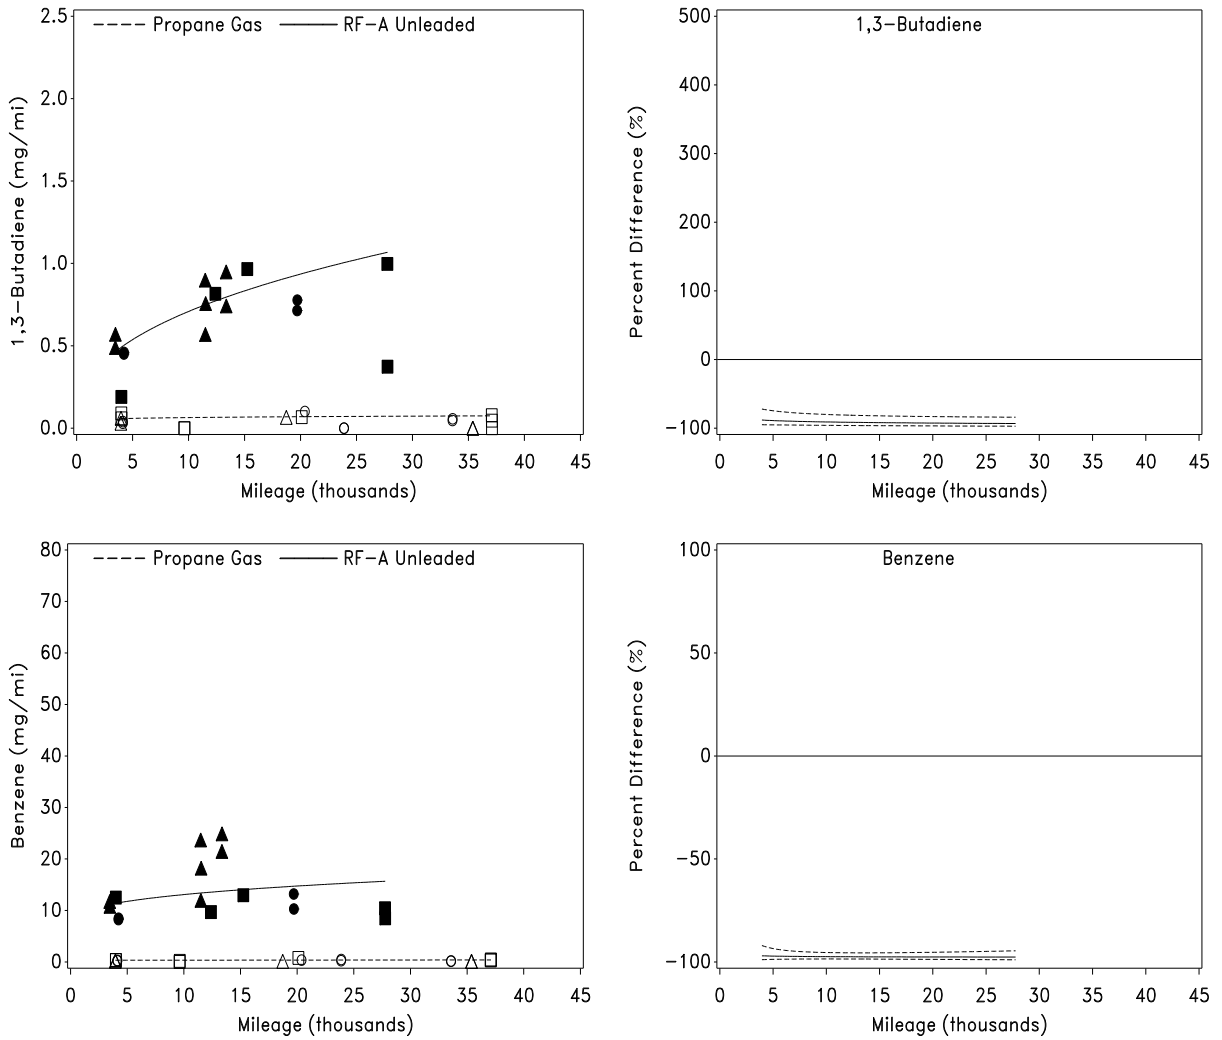 Propane Gas RF-A Unleaded
2.5
2.0
1.5
1.0
0.5
0.0
1,3-Butadiene (mg/mi)
0 5 10 15 20 25 30 35 40 45
Mileage (thousands)
1,3-Butadiene
500
400
300
200
100
0
-100
Percent Difference (%)
0 5 10 15 20 25 30 35 40 45
Mileage (thousands)
Propane Gas RF-A Unleaded
80
70
60
50
40
30
20
10
0
Benzene (mg/mi)
0 5 10 15 20 25 30 35 40 45
Mileage (thousands)
Benzene
100
50
0
-50
-100
Percent Difference (%)
0 5 10 15 20 25 30 35 40 45
Mileage (thousands)